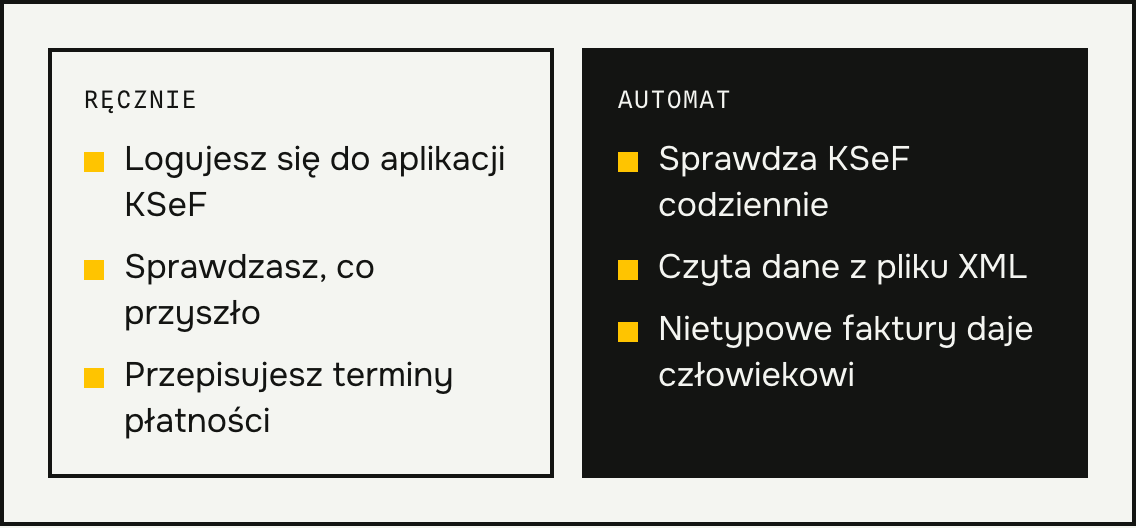 RĘCZNIE
Logujesz się do aplikacji
KSeF
Sprawdzasz, co
przyszło
Przepisujesz terminy
płatności
AUTOMAT
Sprawdza KSeF
codziennie
Czyta dane z pliku XML
Nietypowe faktury daje
człowiekowi